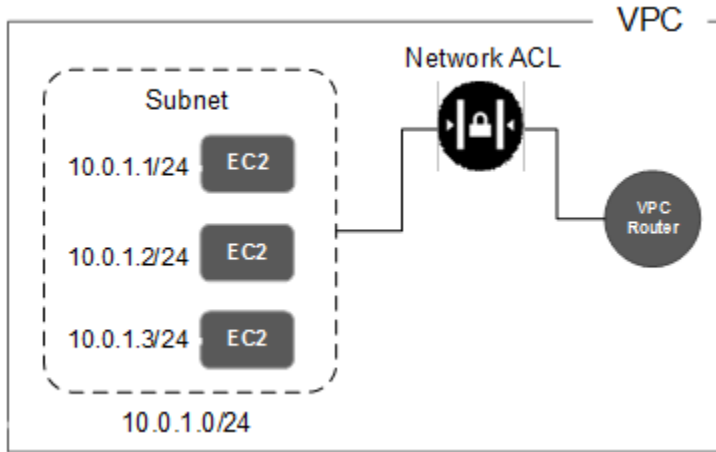 VPC
Network ACL
Subnet
10.0.1.1/24 EC2
10.0.1.2/24 EC2
10.0.1.3/24 EC2
VPC
Router
10.0.1.0/24